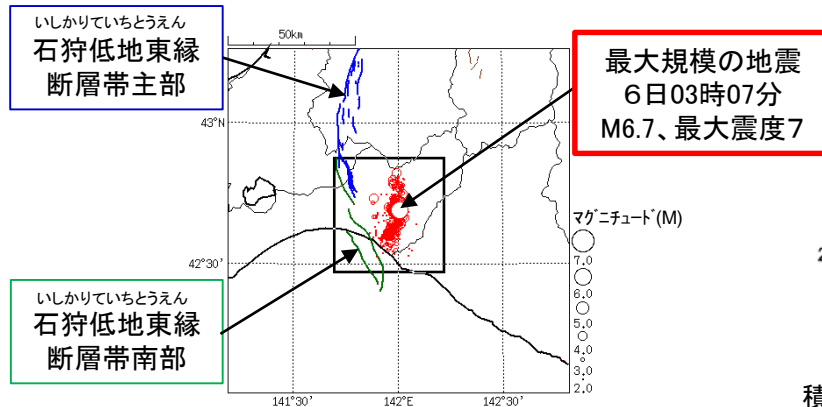 いしかりていちとうえん
石狩低地東縁
断層帯主部
50km
最大規模の地震
６日03時07分
M6.7、最大震度７
43°N
マグニチュード(M)
7.0
6.0
5.0
4.0
3.0
2.0
42°30'
いしかりていちとうえん
石狩低地東縁
断層帯南部
141°30'
142°E
142°30'
2
積